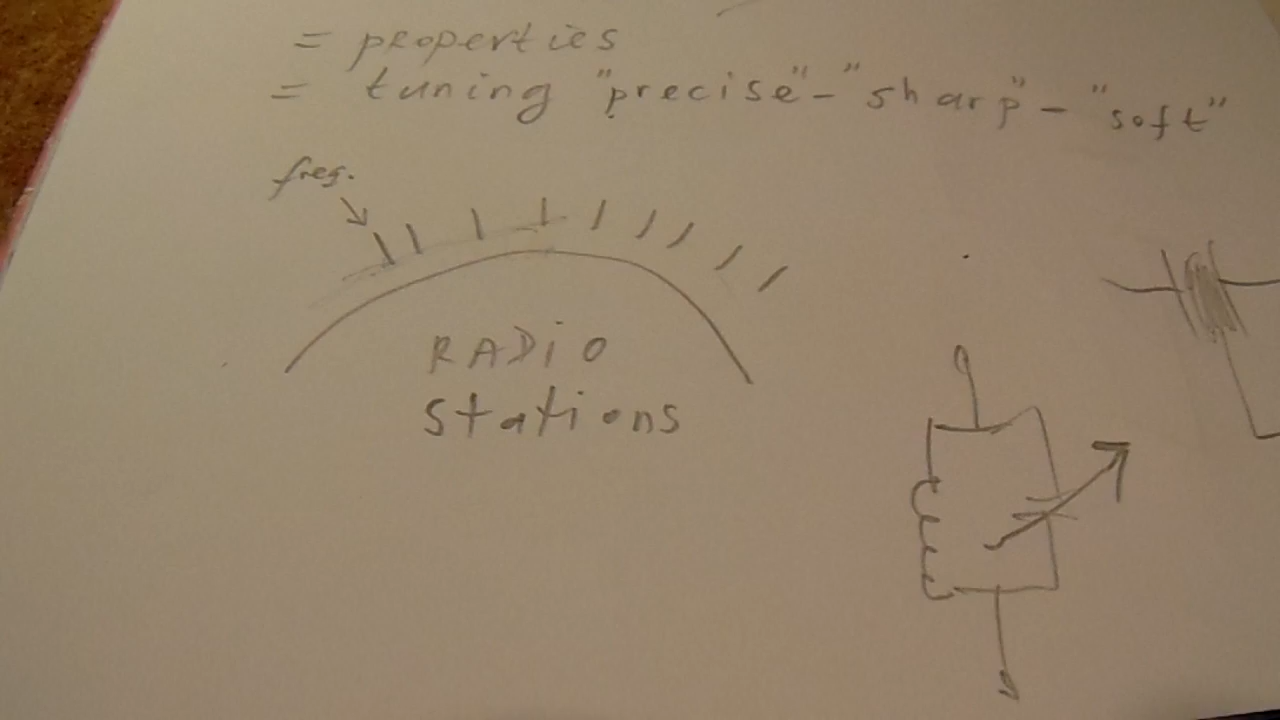 = properties
= tuning "precise" - "sharp" - "soft"
freq.
RADiO
stations